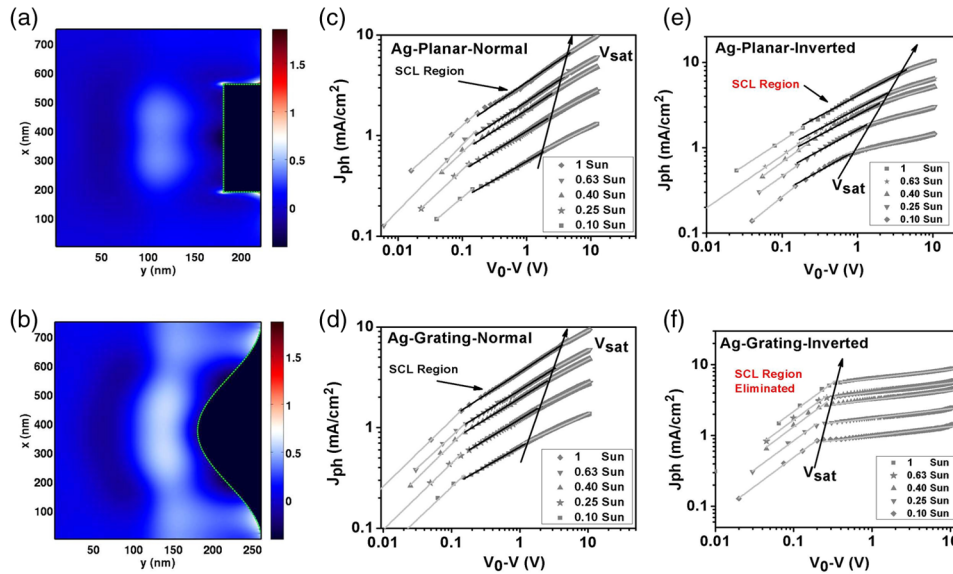 (a)
700
600
500
400
300
200
100
x (nm)
50 100 150 200
y (nm)
1.5
1
0.5
0
(b)
700
600
500
400
300
200
100
x (nm)
50 100 150 200 250
y (nm)
1.5
1
0.5
0
(c)
Ag-Planar-Normal
SCL Region
Vsat
10
1
0.1
Jph (mA/cm2)
1 Sun
0.63 Sun
0.40 Sun
0.25 Sun
0.10 Sun
0.01 0.1 1 10
V0-V (V)
(d)
Ag-Grating-Normal
SCL Region
Vsat
10
1
0.1
Jph (mA/cm2)
1 Sun
0.63 Sun
0.40 Sun
0.25 Sun
0.10 Sun
0.01 0.1 1 10
V0-V (V)
(e)
Ag-Planar-Inverted
SCL Region
Vsat
10
1
0.1
Jph (mA/cm2)
1 Sun
0.63 Sun
0.40 Sun
0.25 Sun
0.10 Sun
0.01 0.1 1 10
V0-V (V)
(f)
Ag-Grating-Inverted
SCL Region
Eliminated
Vsat
10
1
0.1
Jph (mA/cm2)
1 Sun
0.63 Sun
0.40 Sun
0.25 Sun
0.10 Sun
0.01 0.1 1 10
V0-V (V)